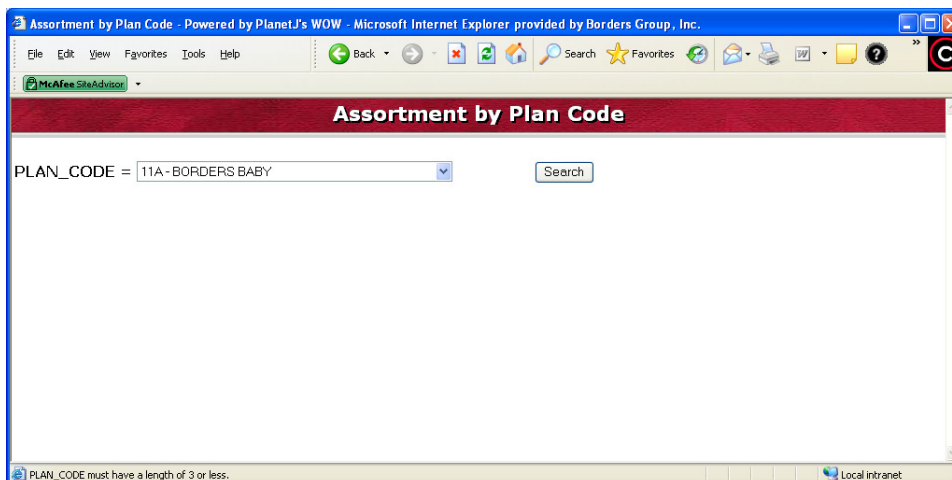 Assortment by Plan Code - Powered by PlanetJ's WOW - Microsoft Internet Explorer provided by Borders Group, Inc.
File Edit View Favorites Tools Help Back Search Favorites W ? » C
McAfee SiteAdvisor
Assortment by Plan Code
PLAN_CODE = 11A - BORDERS BABY Search
PLAN_CODE must have a length of 3 or less. Local intranet